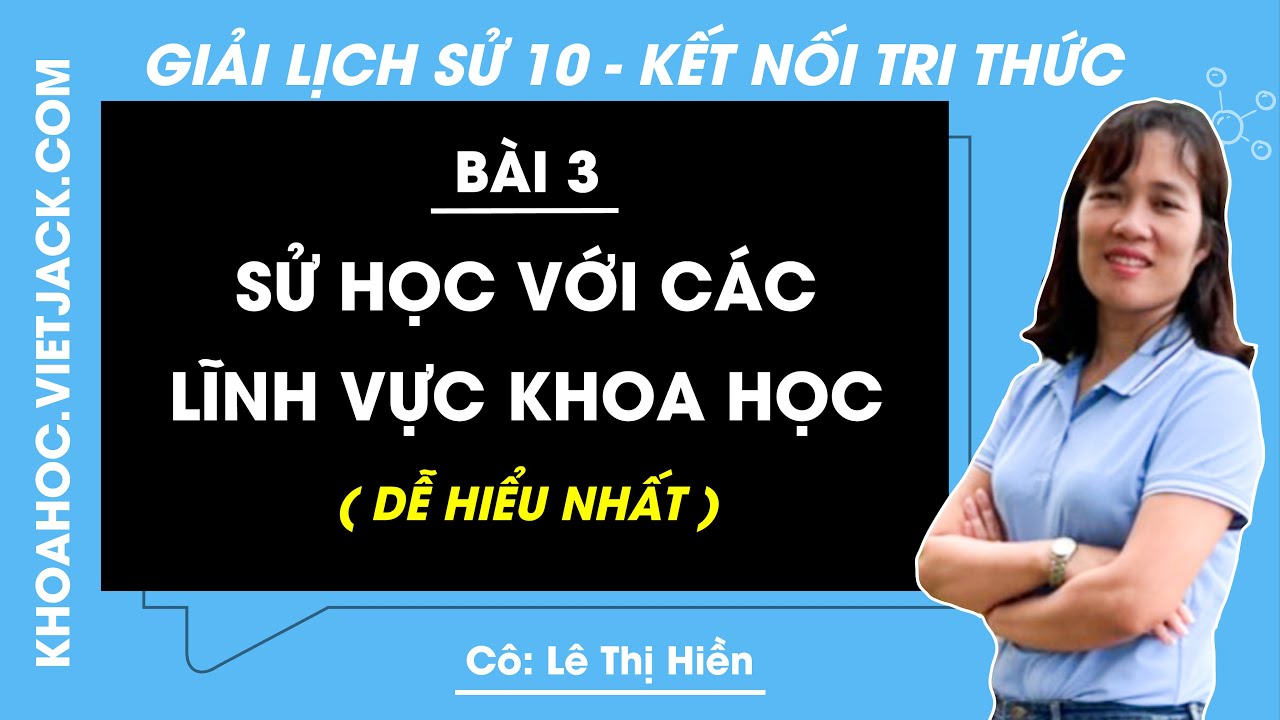 GIẢI LỊCH SỬ 10 - KẾT NỐI TRI THỨC
KHOAHOC.VIETJACK.COM
BÀI 3
SỬ HỌC VỚI CÁC
LĨNH VỰC KHOA HỌC
( DỄ HIỂU NHẤT )
Cô: Lê Thị Hiền